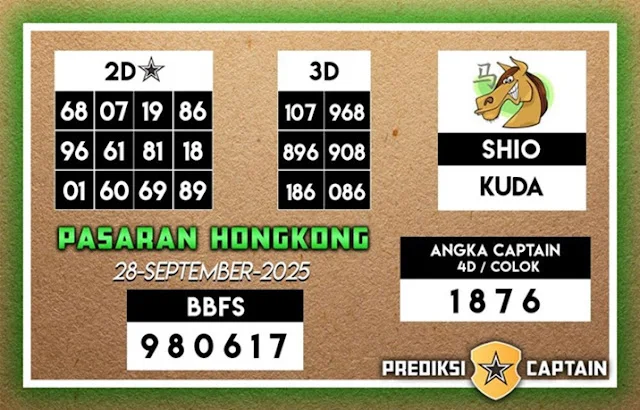 2D
68 07 19 86
96 61 81 18
01 60 69 89
3D
107 968
896 908
186 086
马
SHIO
KUDA
PASARAN HONGKONG
28-SEPTEMBER-2025
BBFS
980617
ANGKA CAPTAIN
4D / COLOK
1876
PREDIKSI CAPTAIN